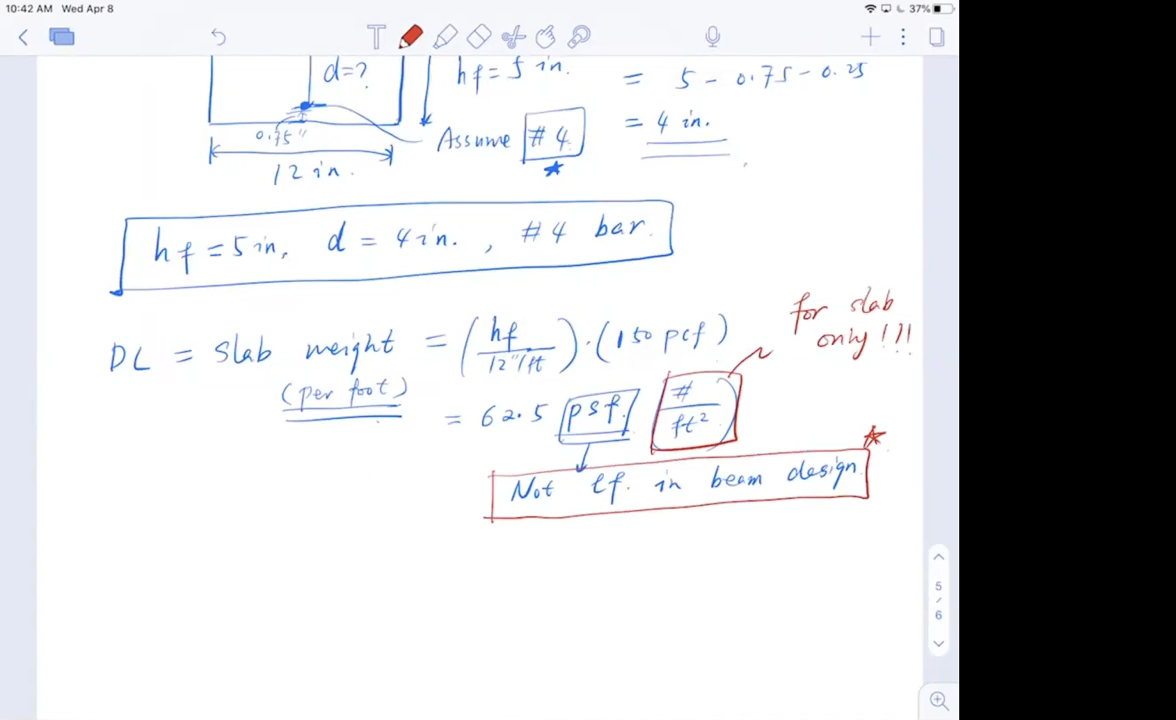 10:42 AM Wed Apr 8
37%
d=?
hf = 5 in.
= 5 - 0.75 - 0.25
0.75"
Assume #4
= 4 in.
12 in.
hf = 5 in, d = 4 in. , #4 bar.
for slab
only!!!
DL = slab weight = (hf / 12"/ft) · (150 pcf)
(per foot)
= 62.5 psf. (# / ft²)
Not lf. in beam design.
5
/
6